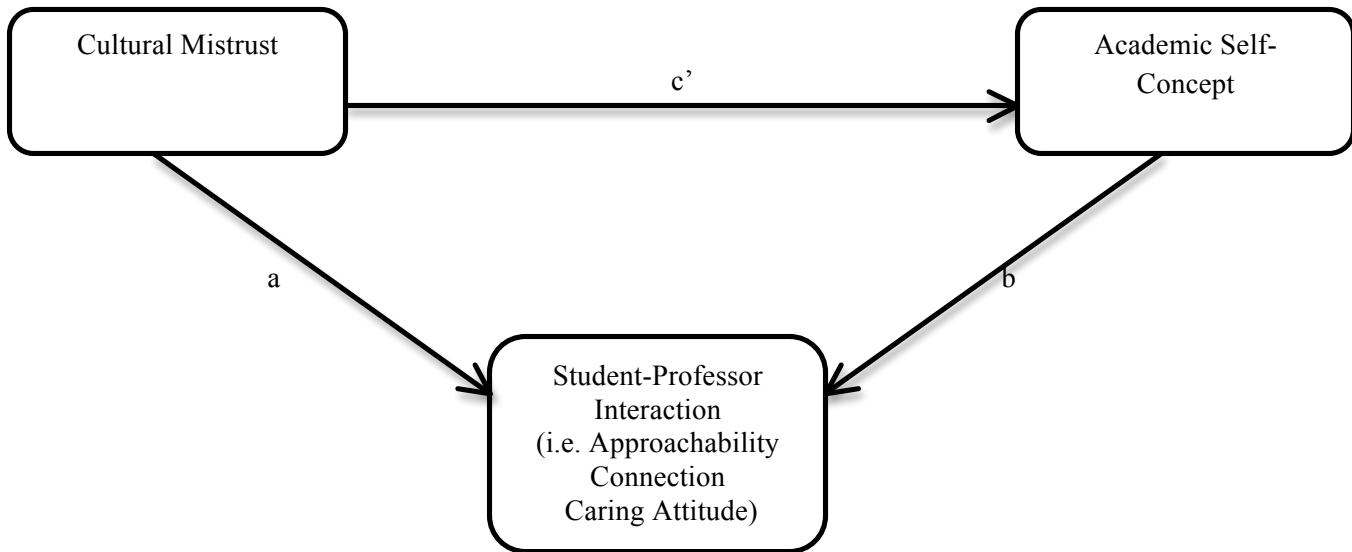 Cultural Mistrust
Academic Self-
Concept
c’
a
b
Student-Professor
Interaction
(i.e. Approachability
Connection
Caring Attitude)